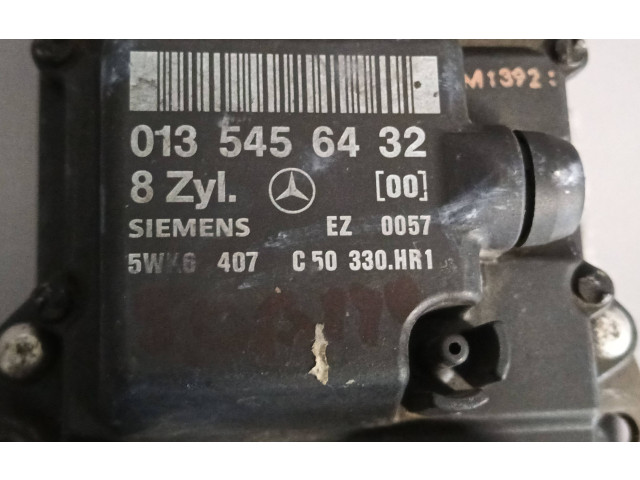 M1392:
013 545 64 32
8 Zyl. [00]
SIEMENS EZ 0057
5WK6 407 C 50 330.HR1